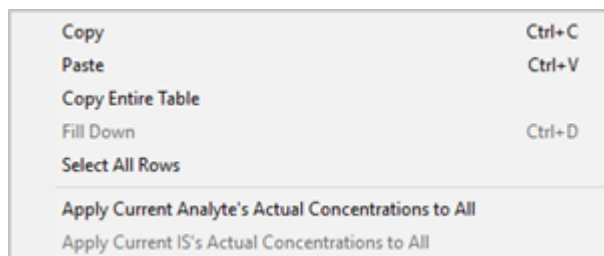 Copy Ctrl+C
Paste Ctrl+V
Copy Entire Table
Fill Down Ctrl+D
Select All Rows
Apply Current Analyte's Actual Concentrations to All
Apply Current IS's Actual Concentrations to All